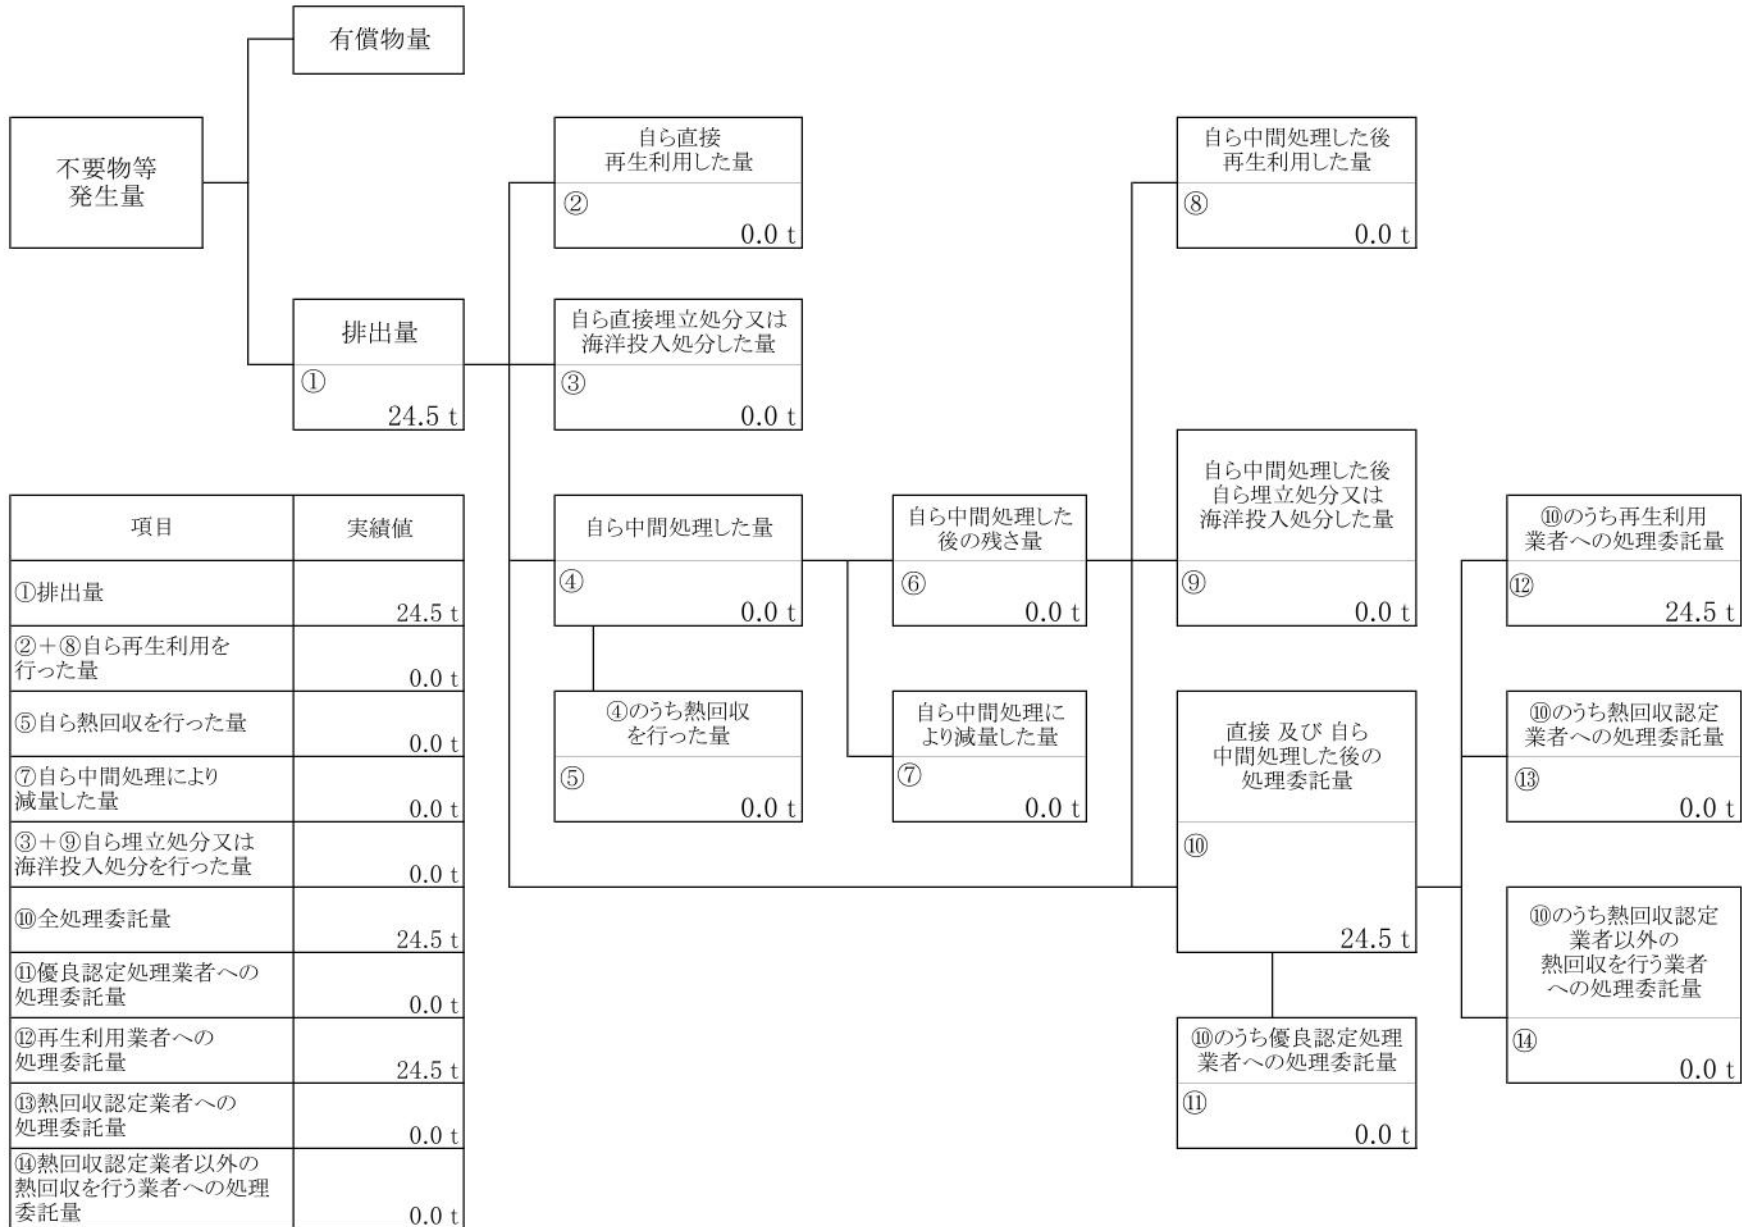 有償物量
不要物等
発生量
自ら直接
再生利用した量
②
0.0 t
自ら中間処理した後
再生利用した量
⑧
0.0 t
排出量
①
24.5 t
自ら直接埋立処分又は
海洋投入処分した量
③
0.0 t
自ら中間処理した量
④
0.0 t
自ら中間処理した
後の残さ量
⑥
0.0 t
自ら中間処理した後
自ら埋立処分又は
海洋投入処分した量
⑨
0.0 t
⑩のうち再生利用
業者への処理委託量
⑫
24.5 t
④のうち熱回収
を行った量
⑤
0.0 t
自ら中間処理に
より減量した量
⑦
0.0 t
直接 及び 自ら
中間処理した後の
処理委託量
⑩
24.5 t
⑩のうち熱回収認定
業者への処理委託量
⑬
0.0 t
⑩のうち熱回収認定
業者以外の
熱回収を行う業者
への処理委託量
⑭
0.0 t
⑩のうち優良認定処理
業者への処理委託量
⑪
0.0 t
項目 実績値
①排出量
24.5 t
②＋⑧自ら再生利用を
行った量
0.0 t
⑤自ら熱回収を行った量
0.0 t
⑦自ら中間処理により
減量した量
0.0 t
③＋⑨自ら埋立処分又は
海洋投入処分を行った量
0.0 t
⑩全処理委託量
24.5 t
⑪優良認定処理業者への
処理委託量
0.0 t
⑫再生利用業者への
処理委託量
24.5 t
⑬熱回収認定業者への
処理委託量
0.0 t
⑭熱回収認定業者以外の
熱回収を行う業者への処理
委託量
0.0 t